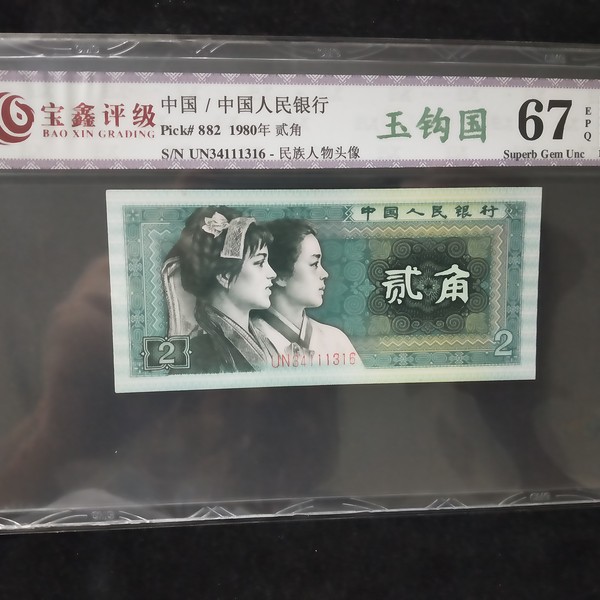 宝鑫评级
BAO XIN GRADING
中国 / 中国人民银行
Pick# 882 1980年 贰角
S/N UN34111316 - 民族人物头像
玉钩国
67
EPQ
Superb Gem Unc
中国人民银行
贰角
2
UN34111316
2